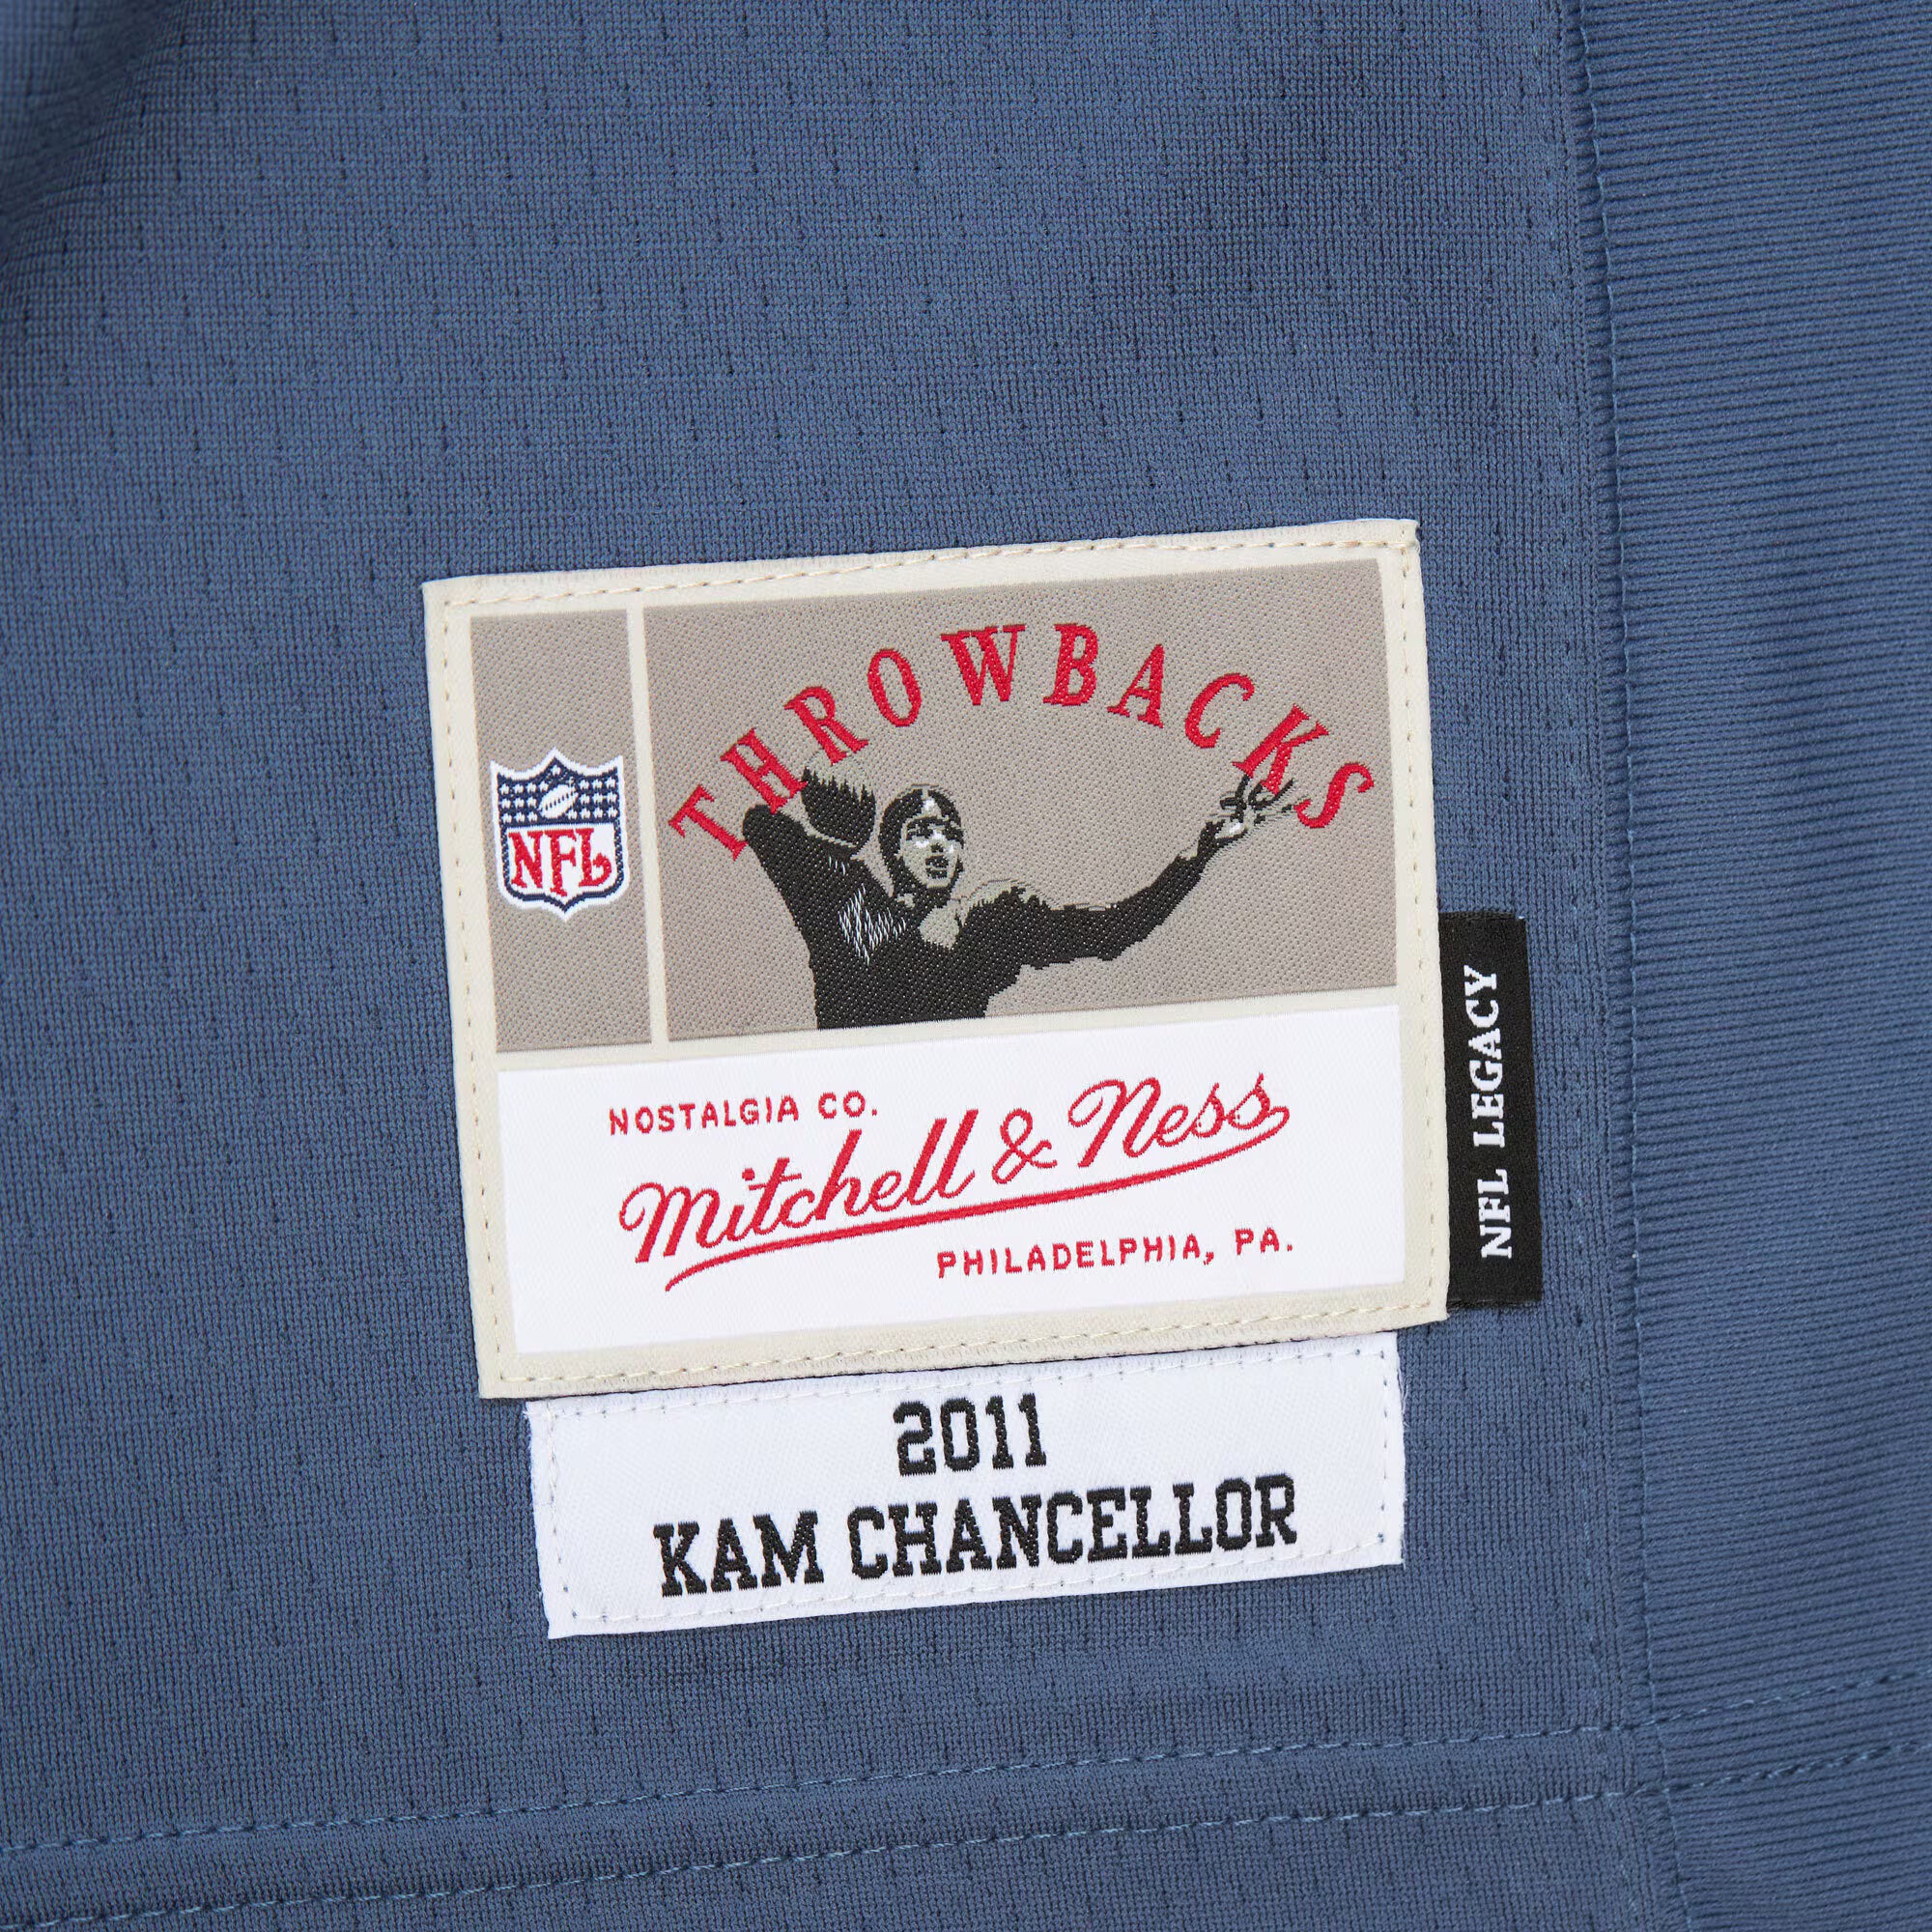 THROWBACKS
NFL
NOSTALGIA CO.
Mitchell & Ness
PHILADELPHIA, PA.
NFL LEGACY
2011
KAM CHANCELLOR